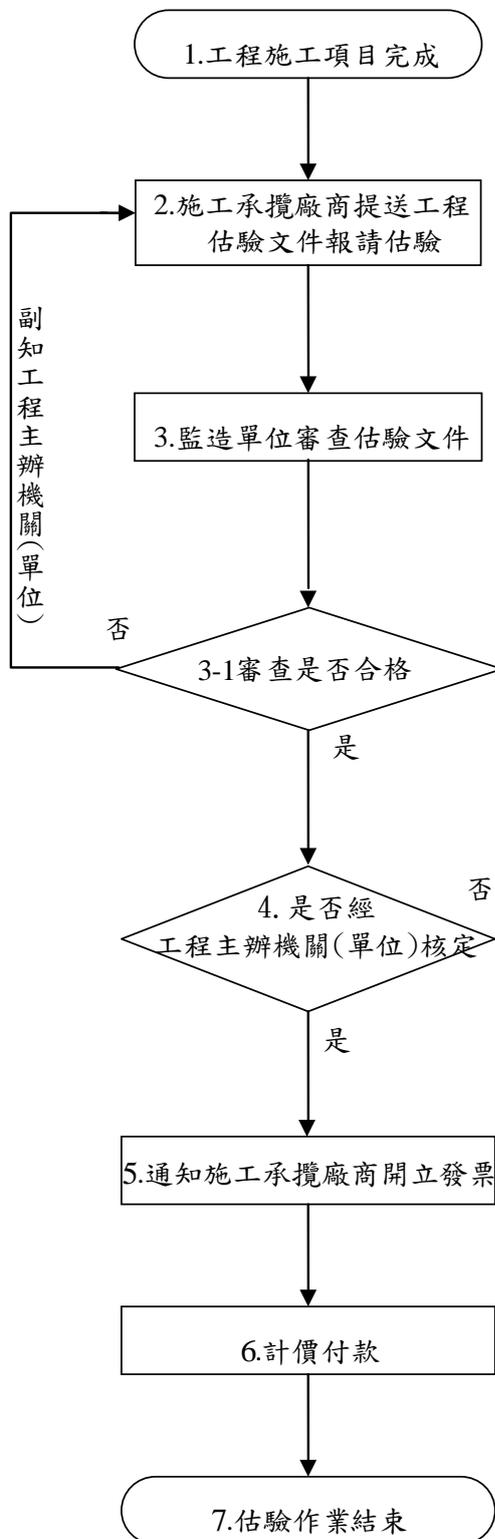 1.工程施工項目完成
2.施工承攬廠商提送工程
估驗文件報請估驗
副知工程主辦機關(單位)
3.監造單位審查估驗文件
否
3-1審查是否合格
是
否
4. 是否經
工程主辦機關(單位)核定
是
5.通知施工承攬廠商開立發票
6.計價付款
7.估驗作業結束